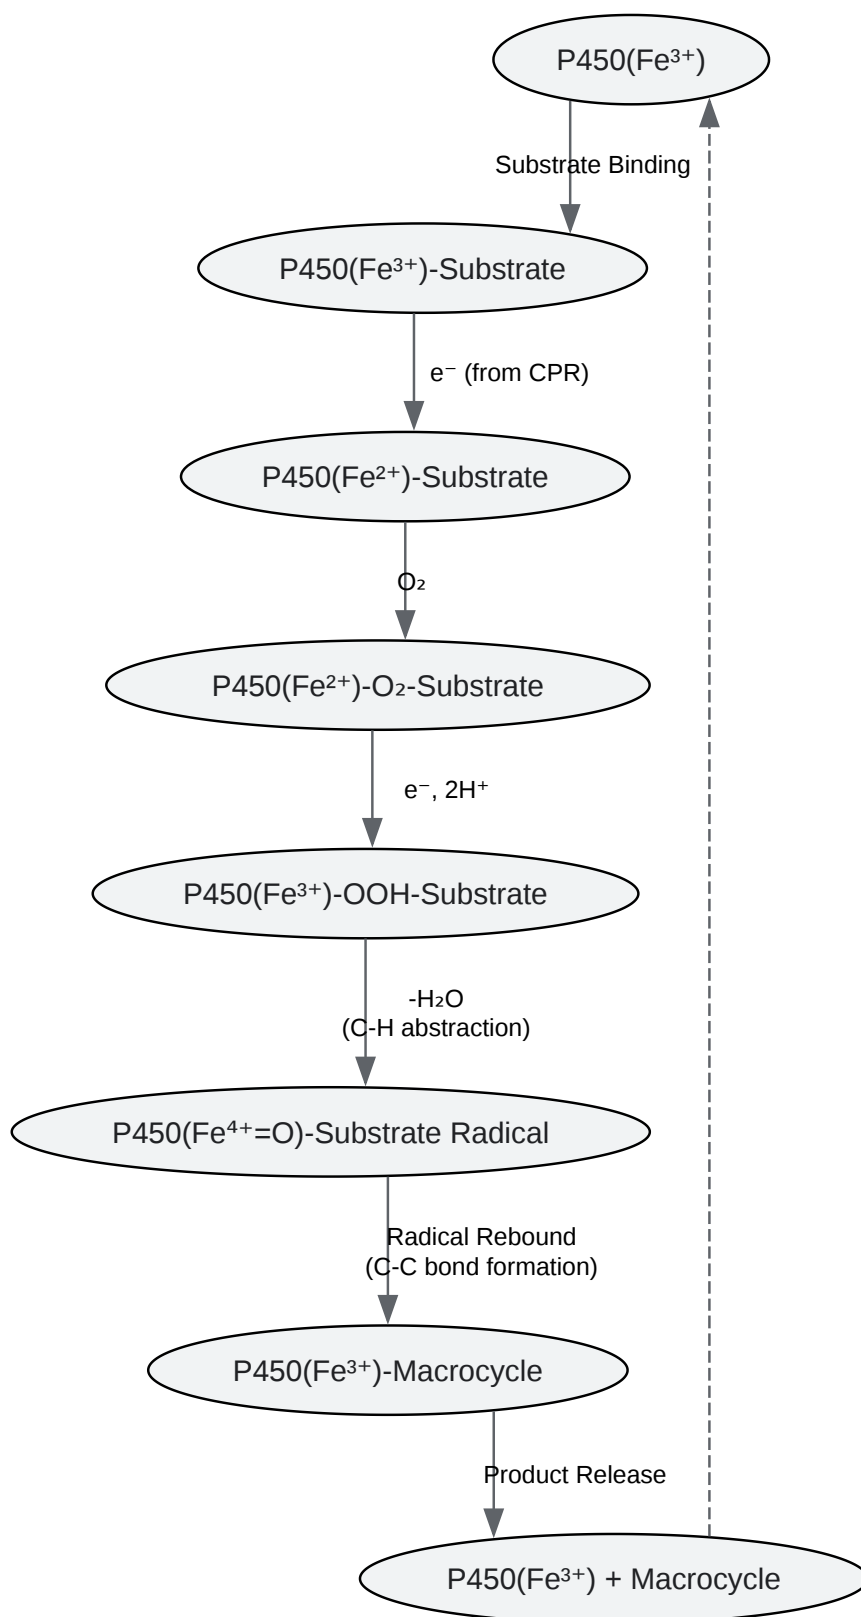 P450(Fe³⁺)
Substrate Binding
P450(Fe³⁺)-Substrate
e⁻ (from CPR)
P450(Fe²⁺)-Substrate
O₂
P450(Fe²⁺)-O₂-Substrate
e⁻, 2H⁺
P450(Fe³⁺)-OOH-Substrate
-H₂O
(C-H abstraction)
P450(Fe⁴⁺=O)-Substrate Radical
Radical Rebound
(C-C bond formation)
P450(Fe³⁺)-Macrocycle
Product Release
P450(Fe³⁺) + Macrocycle